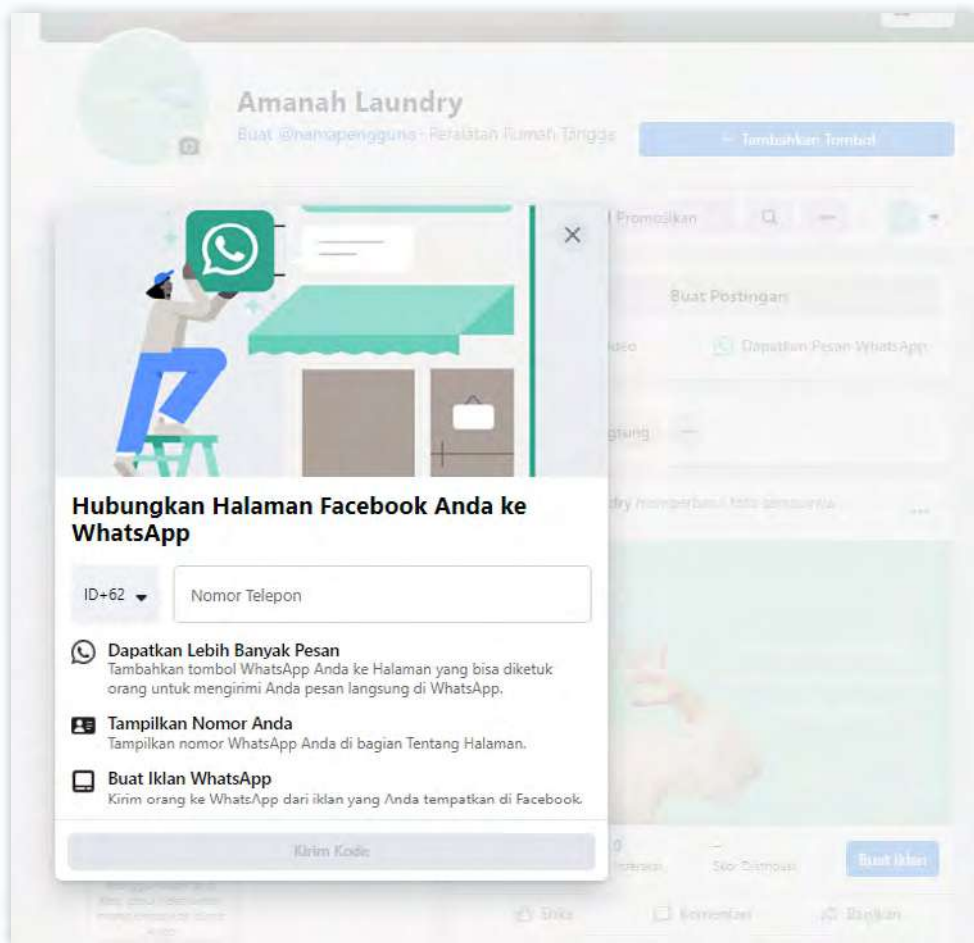 Amanah Laundry
Buat @namapengguna · Peralatan Rumah Tangga
+ Tambahkan Tombol
Promosikan
Buat Postingan
Dapatkan Pesan WhatsApp
Hubungkan Halaman Facebook Anda ke
WhatsApp
ID+62
Nomor Telepon
Dapatkan Lebih Banyak Pesan
Tambahkan tombol WhatsApp Anda ke Halaman yang bisa diketuk
orang untuk mengirimi Anda pesan langsung di WhatsApp.
Tampilkan Nomor Anda
Tampilkan nomor WhatsApp Anda di bagian Tentang Halaman.
Buat Iklan WhatsApp
Kirim orang ke WhatsApp dari iklan yang Anda tempatkan di Facebook.
Kirim Kode
0
Skor Distribusi
Buat Iklan
Suka
Komentari
Bagikan